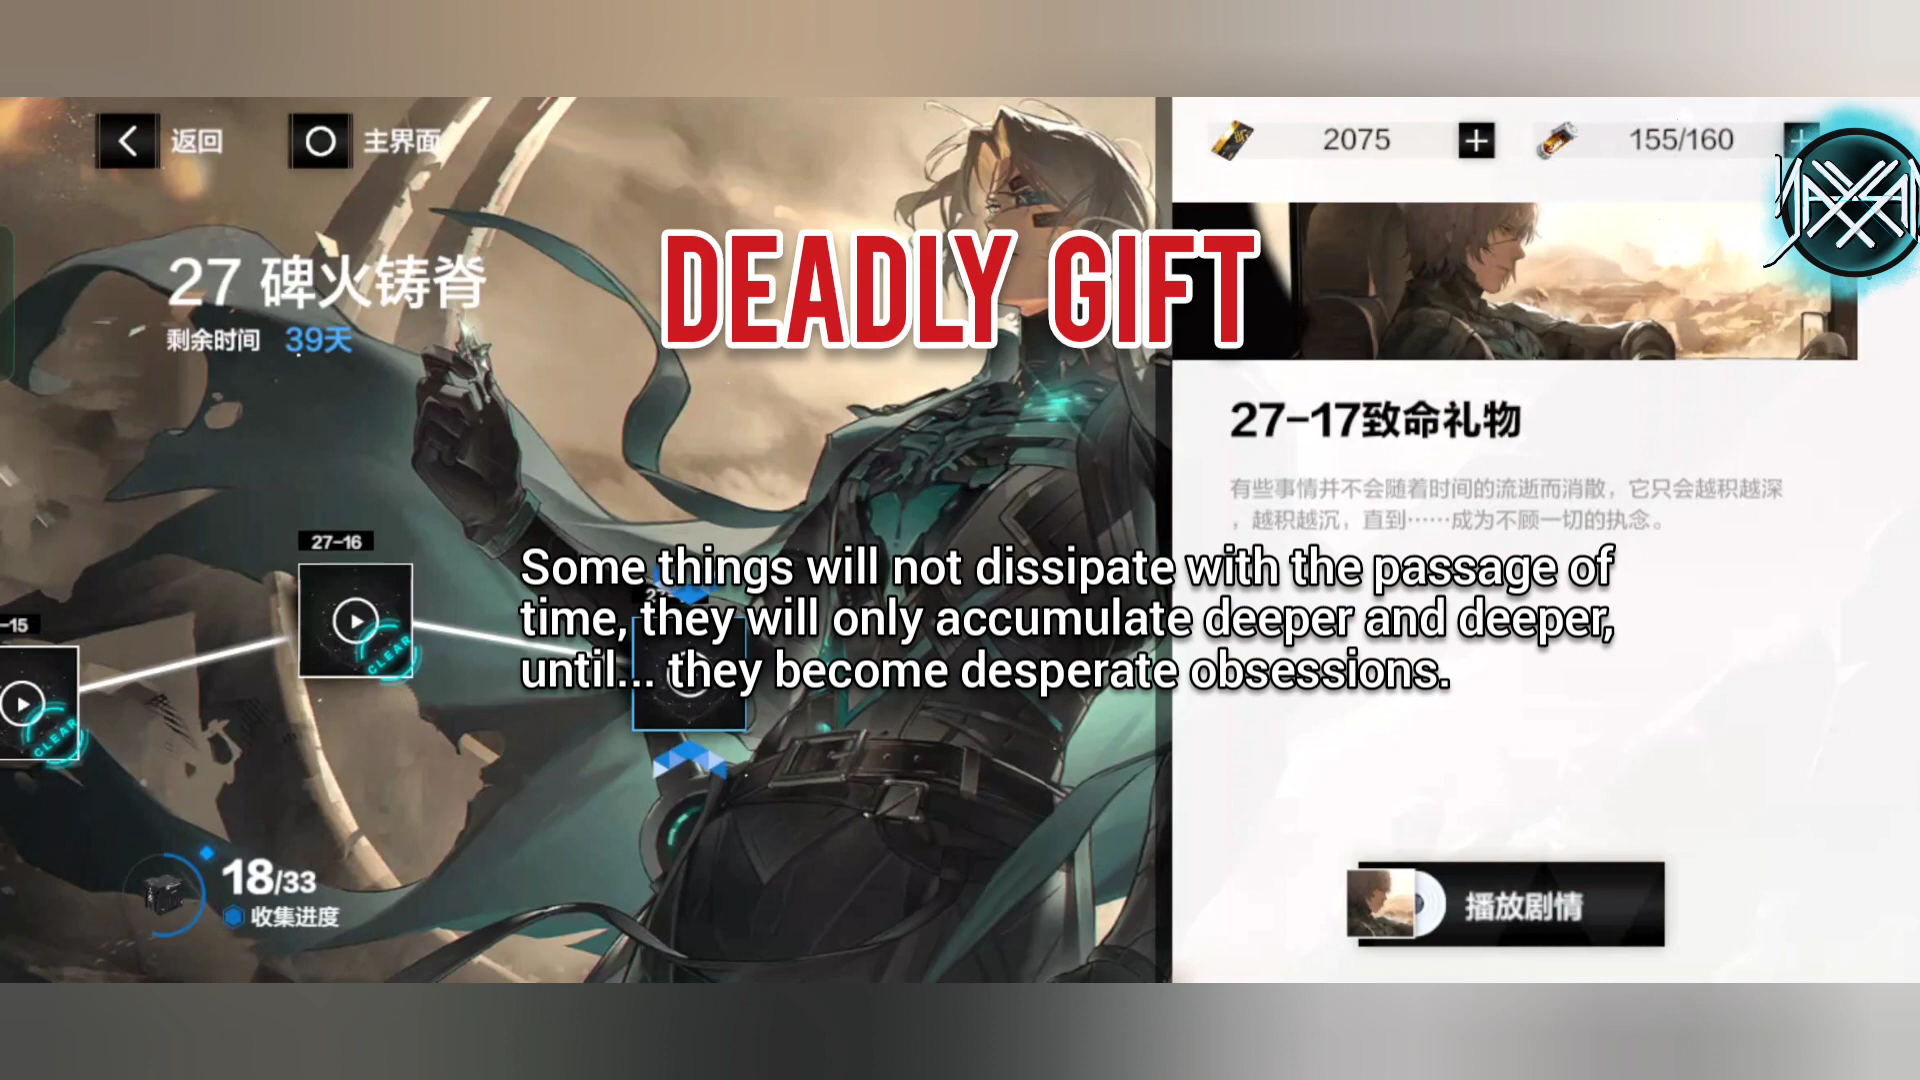 返回
主界面
2075
155/160
27 碑火铸脊
剩余时间 39天
DEADLY GIFT
27-17致命礼物
有些事情并不会随着时间的流逝而消散，它只会越积越深
，越积越沉，直到……成为不顾一切的执念。
27-16
Some things will not dissipate with the passage of
time, they will only accumulate deeper and deeper,
until... they become desperate obsessions.
-15
CLEAR
CLEAR
18/33
收集进度
播放剧情